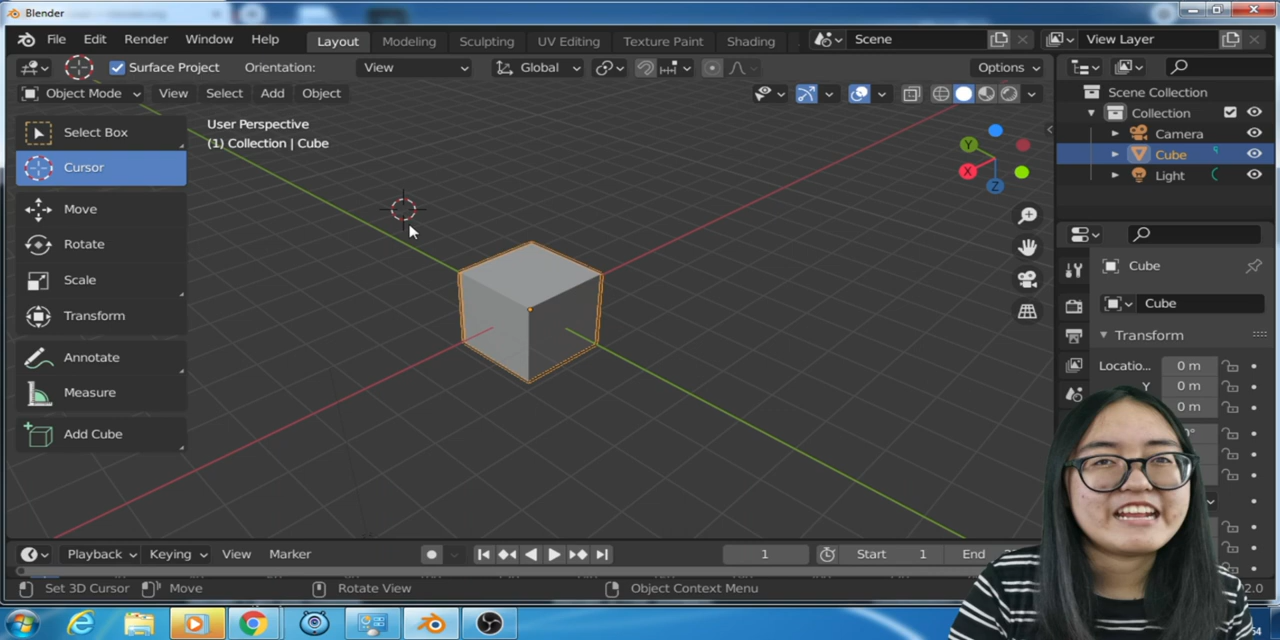 Blender
File Edit Render Window Help Layout Modeling Sculpting UV Editing Texture Paint Shading Scene View Layer
Surface Project Orientation: View Global Options
Object Mode View Select Add Object
Scene Collection
Collection
Camera
Cube
Light
User Perspective
(1) Collection | Cube
Select Box
Cursor
Move
Rotate
Scale
Transform
Annotate
Measure
Add Cube
Y
X
Z
Cube
Cube
Transform
Locatio... 0 m
Y 0 m
0 m
Playback Keying View Marker 1 Start 1 End
Set 3D Cursor Move Rotate View Object Context Menu